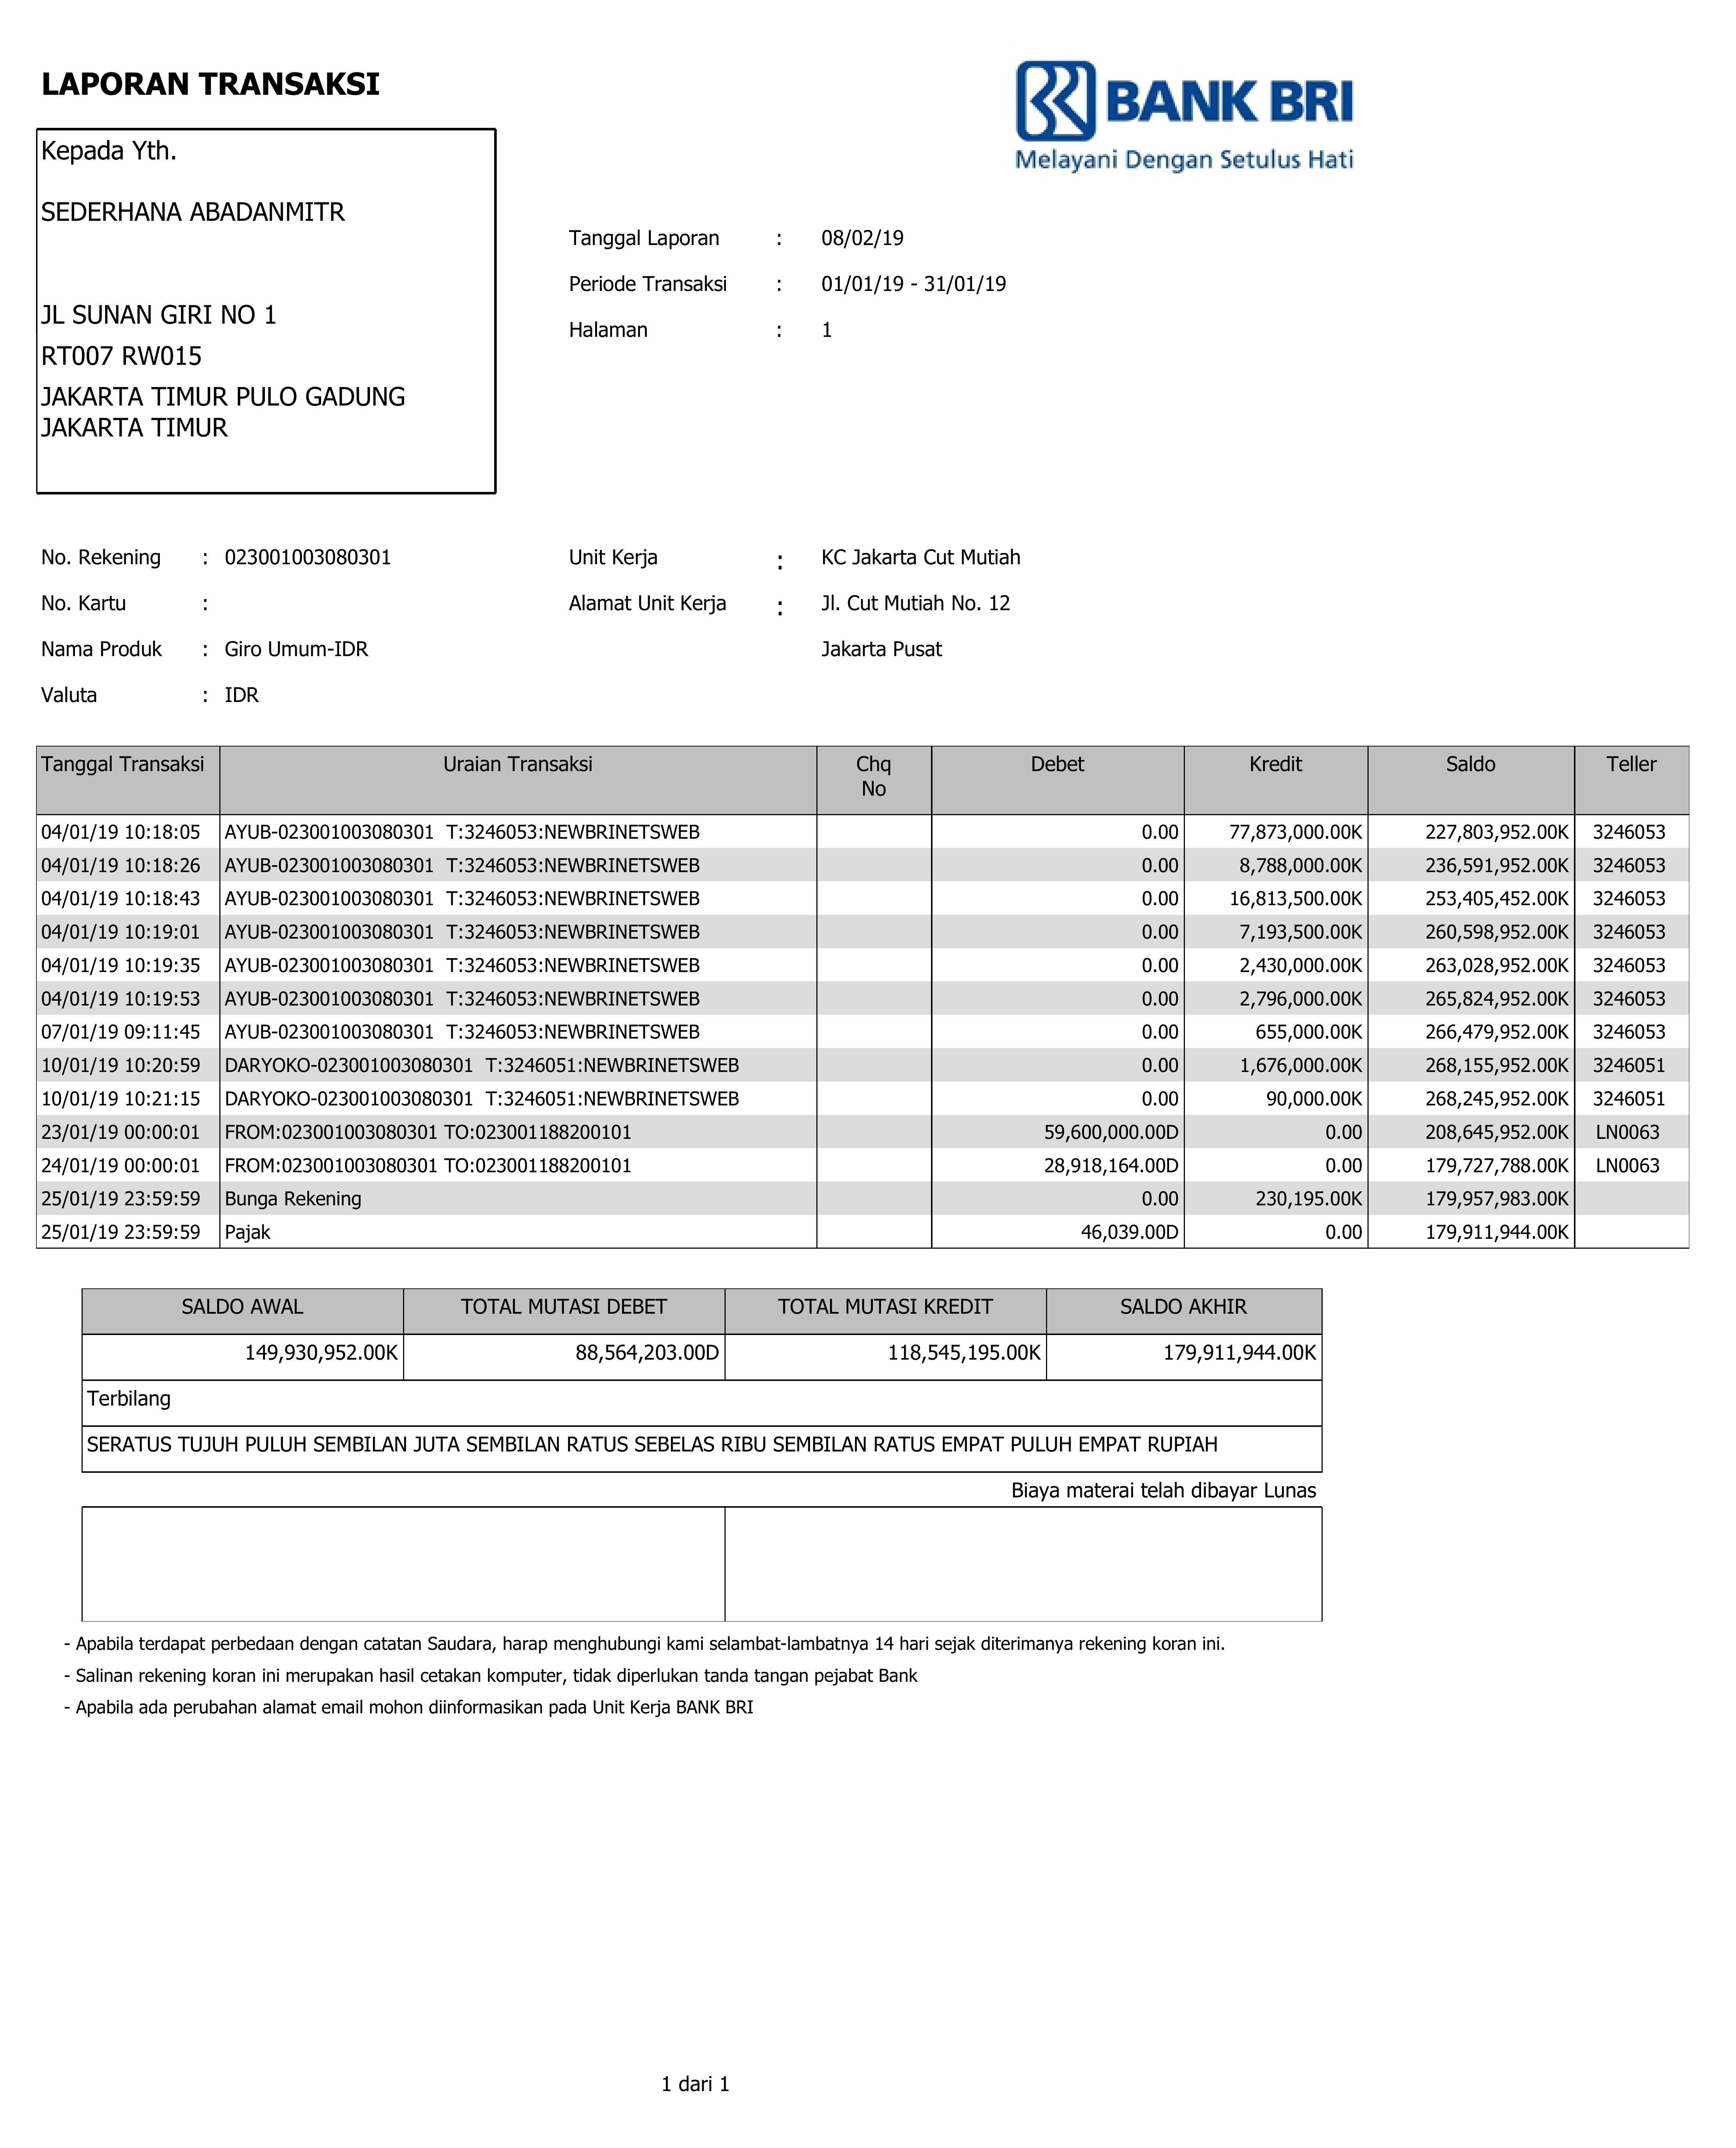 LAPORAN TRANSAKSI
BANK BRI
Melayani Dengan Setulus Hati
Kepada Yth.
SEDERHANA ABADANMITR
JL SUNAN GIRI NO 1
RT007 RW015
JAKARTA TIMUR PULO GADUNG
JAKARTA TIMUR
Tanggal Laporan : 08/02/19
Periode Transaksi : 01/01/19 - 31/01/19
Halaman : 1
No. Rekening : 023001003080301 Unit Kerja : KC Jakarta Cut Mutiah
No. Kartu : Alamat Unit Kerja : Jl. Cut Mutiah No. 12
Nama Produk : Giro Umum-IDR Jakarta Pusat
Valuta : IDR
Tanggal Transaksi Uraian Transaksi Chq No Debet Kredit Saldo Teller
04/01/19 10:18:05 AYUB-023001003080301 T:3246053:NEWBRINETSWEB 0.00 77,873,000.00K 227,803,952.00K 3246053
04/01/19 10:18:26 AYUB-023001003080301 T:3246053:NEWBRINETSWEB 0.00 8,788,000.00K 236,591,952.00K 3246053
04/01/19 10:18:43 AYUB-023001003080301 T:3246053:NEWBRINETSWEB 0.00 16,813,500.00K 253,405,452.00K 3246053
04/01/19 10:19:01 AYUB-023001003080301 T:3246053:NEWBRINETSWEB 0.00 7,193,500.00K 260,598,952.00K 3246053
04/01/19 10:19:35 AYUB-023001003080301 T:3246053:NEWBRINETSWEB 0.00 2,430,000.00K 263,028,952.00K 3246053
04/01/19 10:19:53 AYUB-023001003080301 T:3246053:NEWBRINETSWEB 0.00 2,796,000.00K 265,824,952.00K 3246053
07/01/19 09:11:45 AYUB-023001003080301 T:3246053:NEWBRINETSWEB 0.00 655,000.00K 266,479,952.00K 3246053
10/01/19 10:20:59 DARYOKO-023001003080301 T:3246051:NEWBRINETSWEB 0.00 1,676,000.00K 268,155,952.00K 3246051
10/01/19 10:21:15 DARYOKO-023001003080301 T:3246051:NEWBRINETSWEB 0.00 90,000.00K 268,245,952.00K 3246051
23/01/19 00:00:01 FROM:023001003080301 TO:023001188200101 59,600,000.00D 0.00 208,645,952.00K LN0063
24/01/19 00:00:01 FROM:023001003080301 TO:023001188200101 28,918,164.00D 0.00 179,727,788.00K LN0063
25/01/19 23:59:59 Bunga Rekening 0.00 230,195.00K 179,957,983.00K
25/01/19 23:59:59 Pajak 46,039.00D 0.00 179,911,944.00K
SALDO AWAL TOTAL MUTASI DEBET TOTAL MUTASI KREDIT SALDO AKHIR
149,930,952.00K 88,564,203.00D 118,545,195.00K 179,911,944.00K
Terbilang
SERATUS TUJUH PULUH SEMBILAN JUTA SEMBILAN RATUS SEBELAS RIBU SEMBILAN RATUS EMPAT PULUH EMPAT RUPIAH
Biaya materai telah dibayar Lunas
- Apabila terdapat perbedaan dengan catatan Saudara, harap menghubungi kami selambat-lambatnya 14 hari sejak diterimanya rekening koran ini.
- Salinan rekening koran ini merupakan hasil cetakan komputer, tidak diperlukan tanda tangan pejabat Bank
- Apabila ada perubahan alamat email mohon diinformasikan pada Unit Kerja BANK BRI
1 dari 1